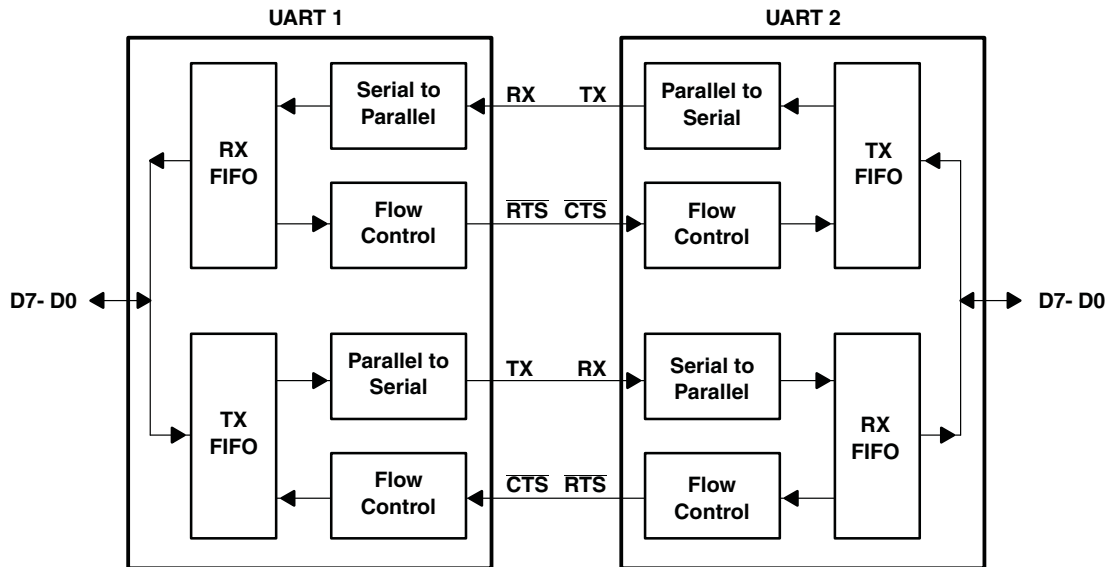 UART 1
UART 2
Serial to
Parallel
RX
TX
Parallel to
Serial
RX
FIFO
TX
FIFO
Flow
Control
RTS
CTS
Flow
Control
D7- D0
D7- D0
Parallel to
Serial
TX
RX
Serial to
Parallel
TX
FIFO
RX
FIFO
Flow
Control
CTS
RTS
Flow
Control